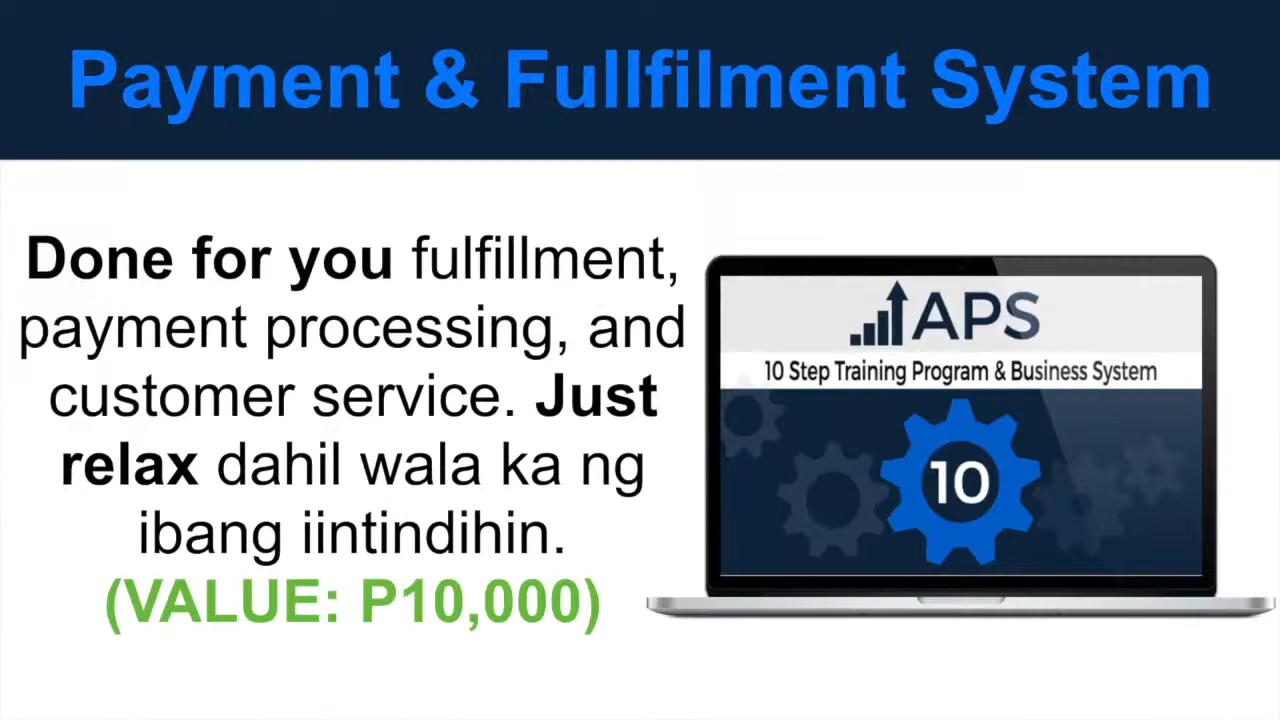 Payment & Fullfilment System
Done for you fulfillment,
payment processing, and
customer service. Just
relax dahil wala ka ng
ibang iintindihin.
(VALUE: P10,000)
APS
10 Step Training Program & Business System
10